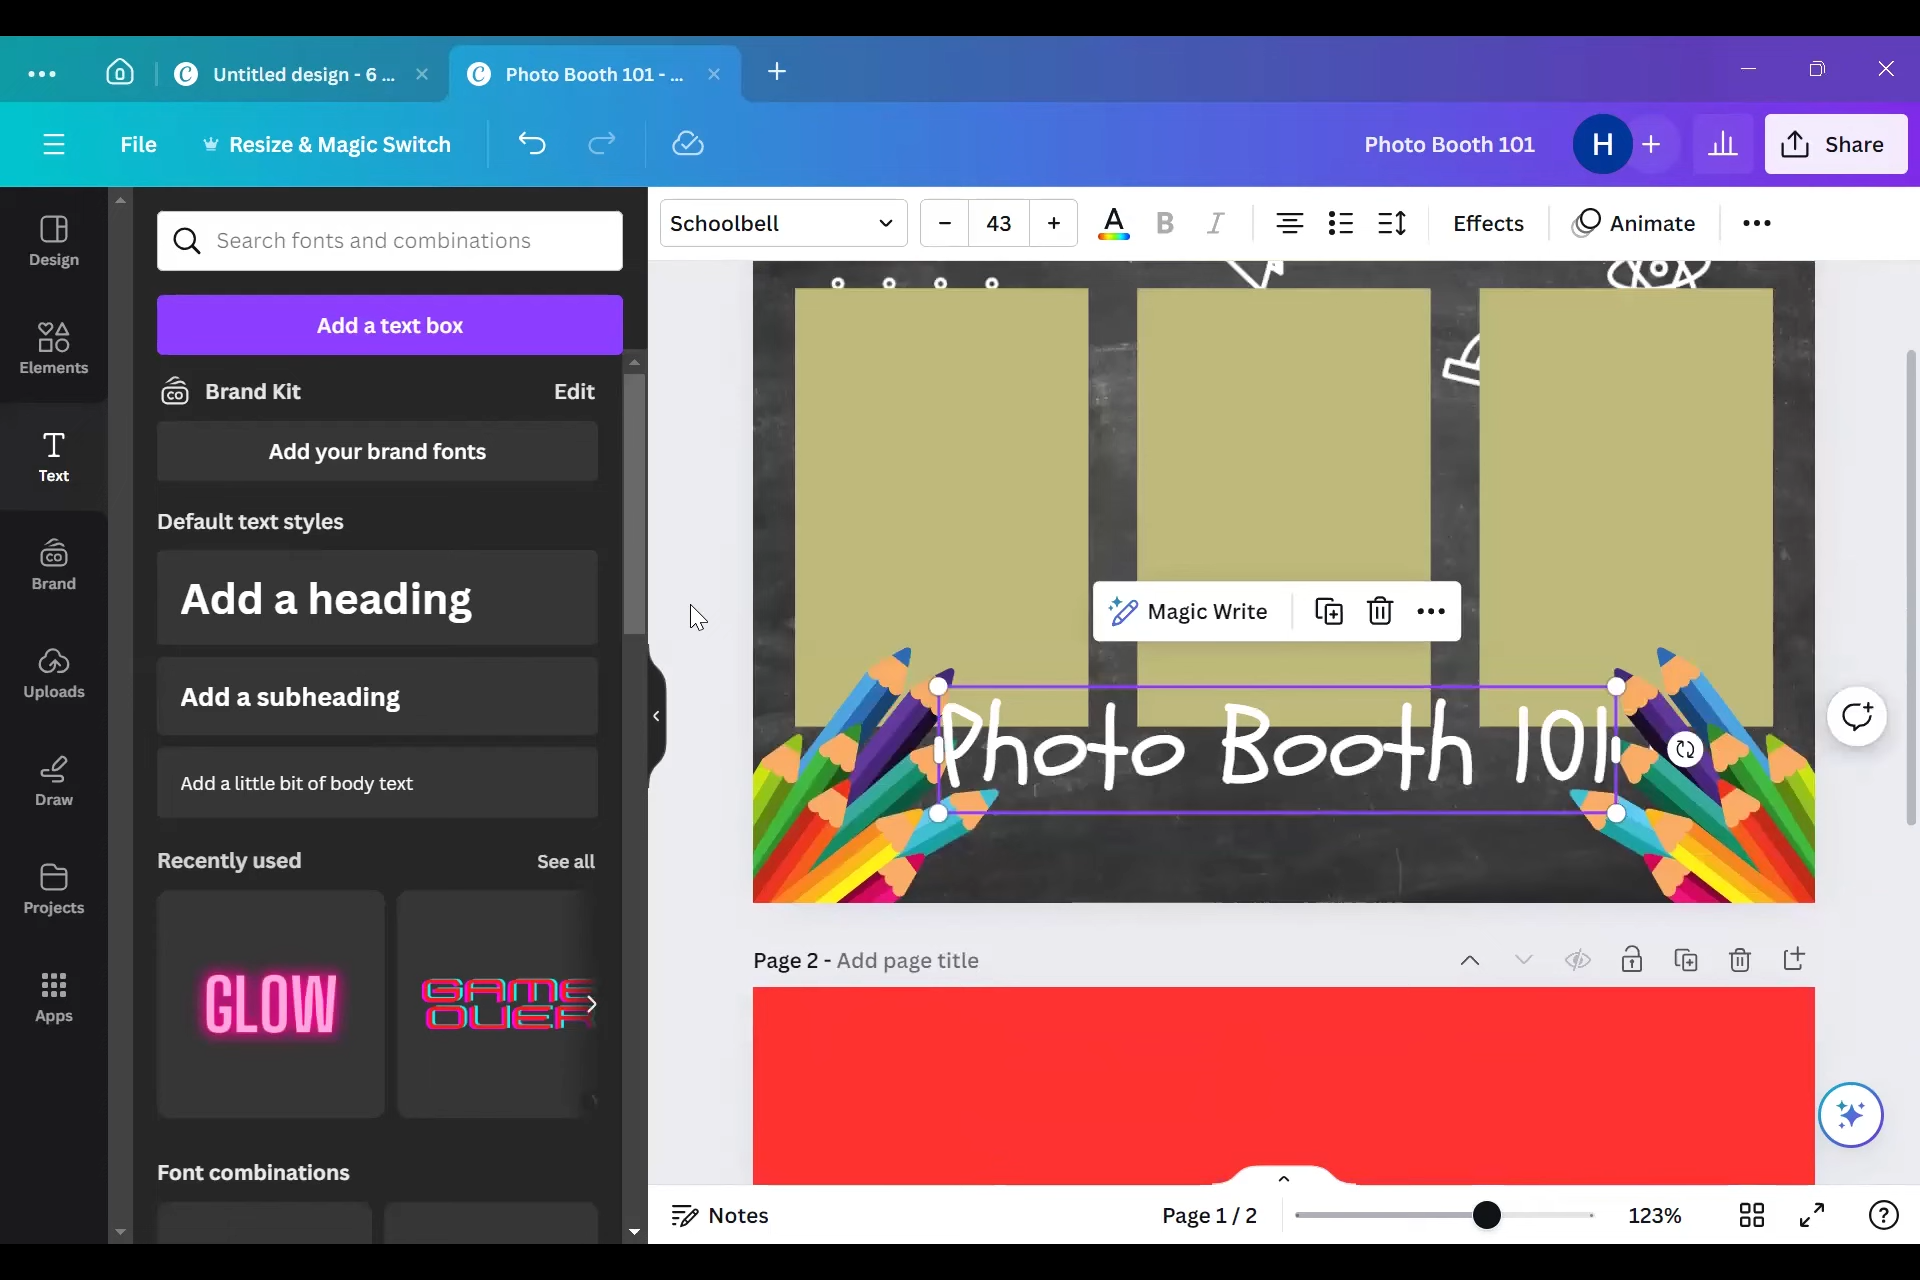 Untitled design - 6 ...
Photo Booth 101 - ...
File
Resize & Magic Switch
Photo Booth 101
H
Share
Design
Elements
Text
Brand
Uploads
Draw
Projects
Apps
Search fonts and combinations
Add a text box
Brand Kit
Edit
Add your brand fonts
Default text styles
Add a heading
Add a subheading
Add a little bit of body text
Recently used
See all
GLOW
GAME
OVER
Font combinations
Schoolbell
- 43 +
A B I
Effects
Animate
Magic Write
Photo Booth 101
Page 2 - Add page title
Notes
Page 1 / 2
123%